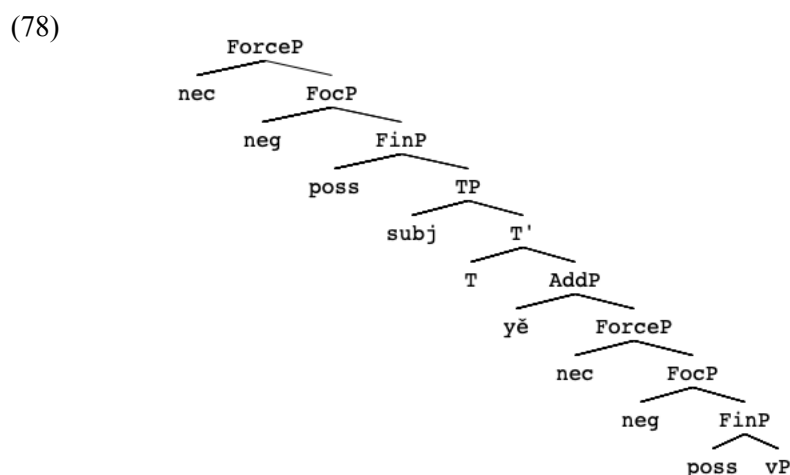 (78)
ForceP
nec FocP
neg FinP
poss TP
subj T'
T AddP
yě ForceP
nec FocP
neg FinP
poss vP